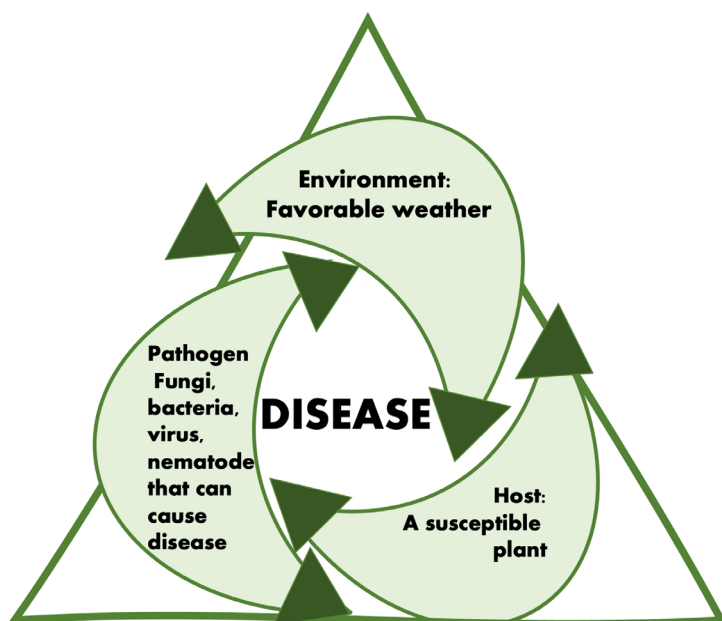 Environment:
Favorable weather
Pathogen
Fungi,
bacteria,
virus,
nematode
that can
cause
disease
DISEASE
Host:
A susceptible
plant